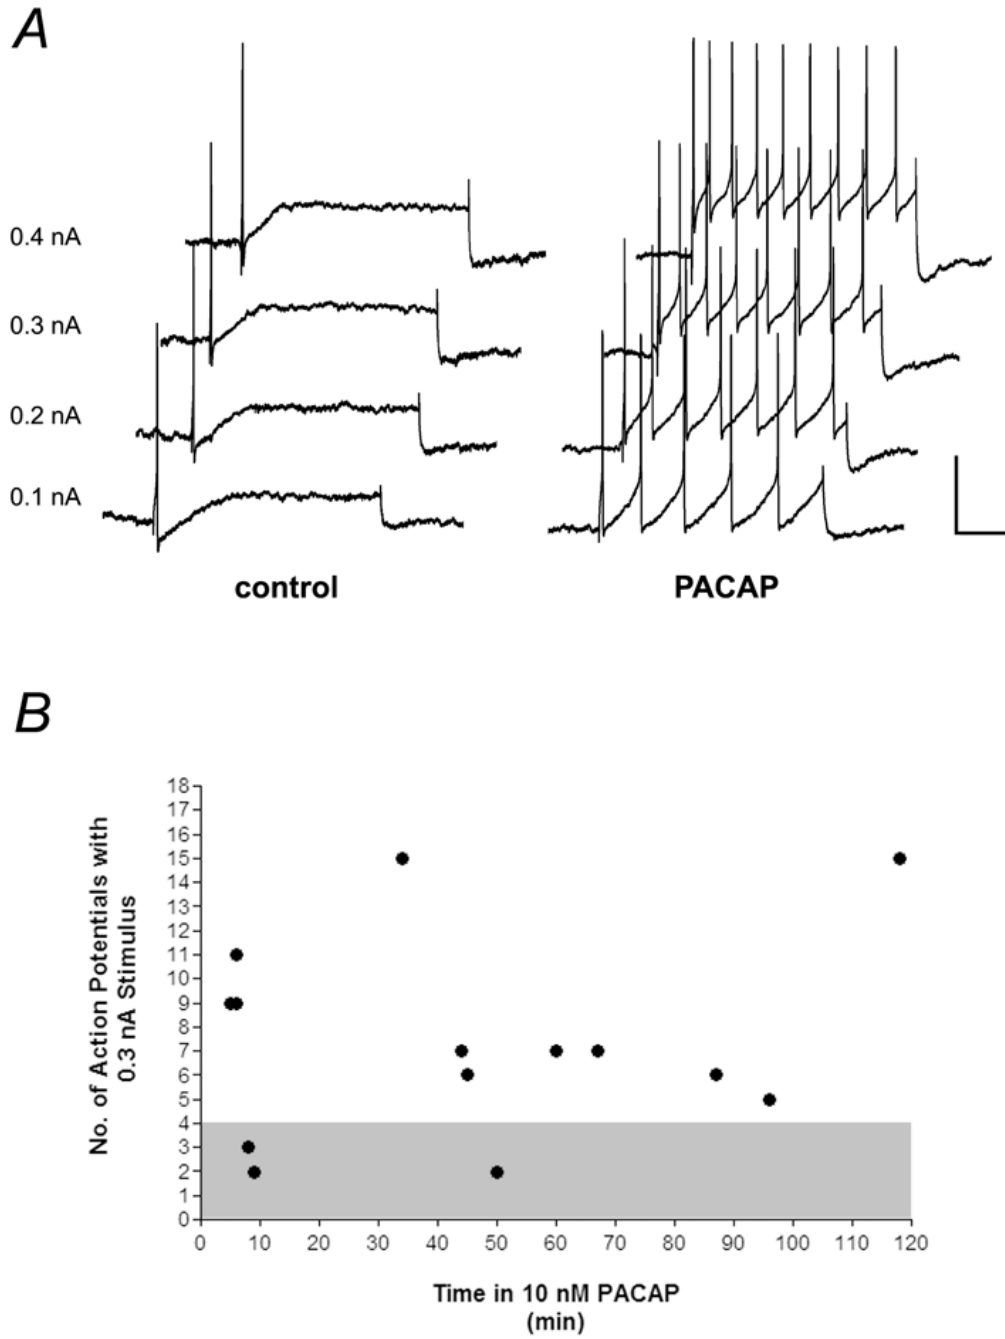 A
0.4 nA
0.3 nA
0.2 nA
0.1 nA
control
PACAP
B
No. of Action Potentials with
0.3 nA Stimulus
18
17
16
15
14
13
12
11
10
9
8
7
6
5
4
3
2
1
0
0 10 20 30 40 50 60 70 80 90 100 110 120
Time in 10 nM PACAP
(min)